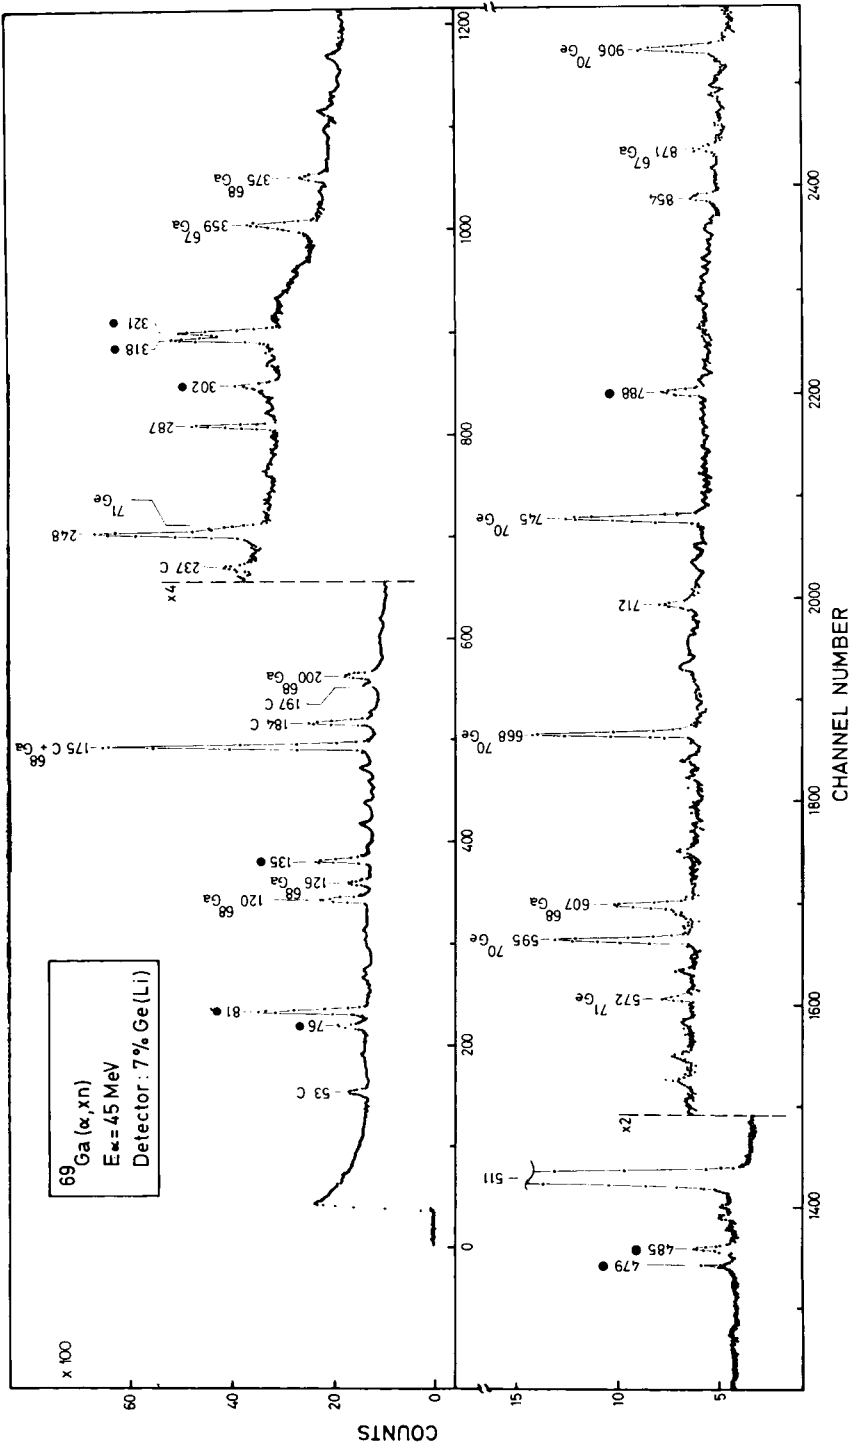 69Ga (α,xn)
Eα = 45 MeV
Detector : 7% Ge(Li)
x 100
COUNTS
60
40
20
0
53 C
76
81
120 68Ga
126 68Ga
135
175 C + 68Ga
184 C
197 C
200 68Ga
x4
237 C
248
71Ge
287
302
318
321
359 67Ga
375 68Ga
0
200
400
600
800
1000
1200
15
10
5
479
485
511
x2
572 71Ge
595 70Ge
607 68Ga
668 70Ge
712
745 70Ge
788
854
871 67Ga
906 70Ge
1400
1600
1800
2000
2200
2400
CHANNEL NUMBER